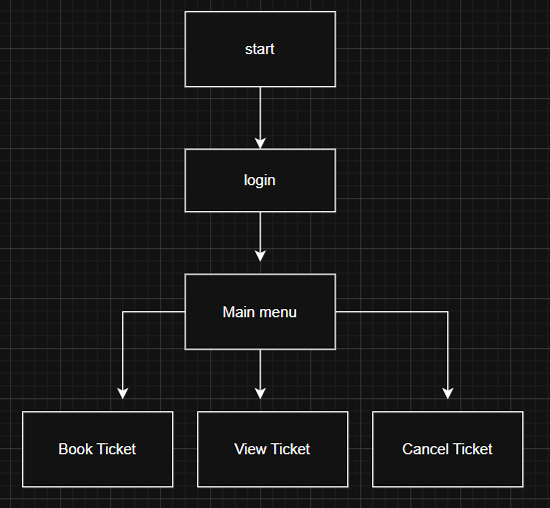 start
login
Main menu
Book Ticket
View Ticket
Cancel Ticket